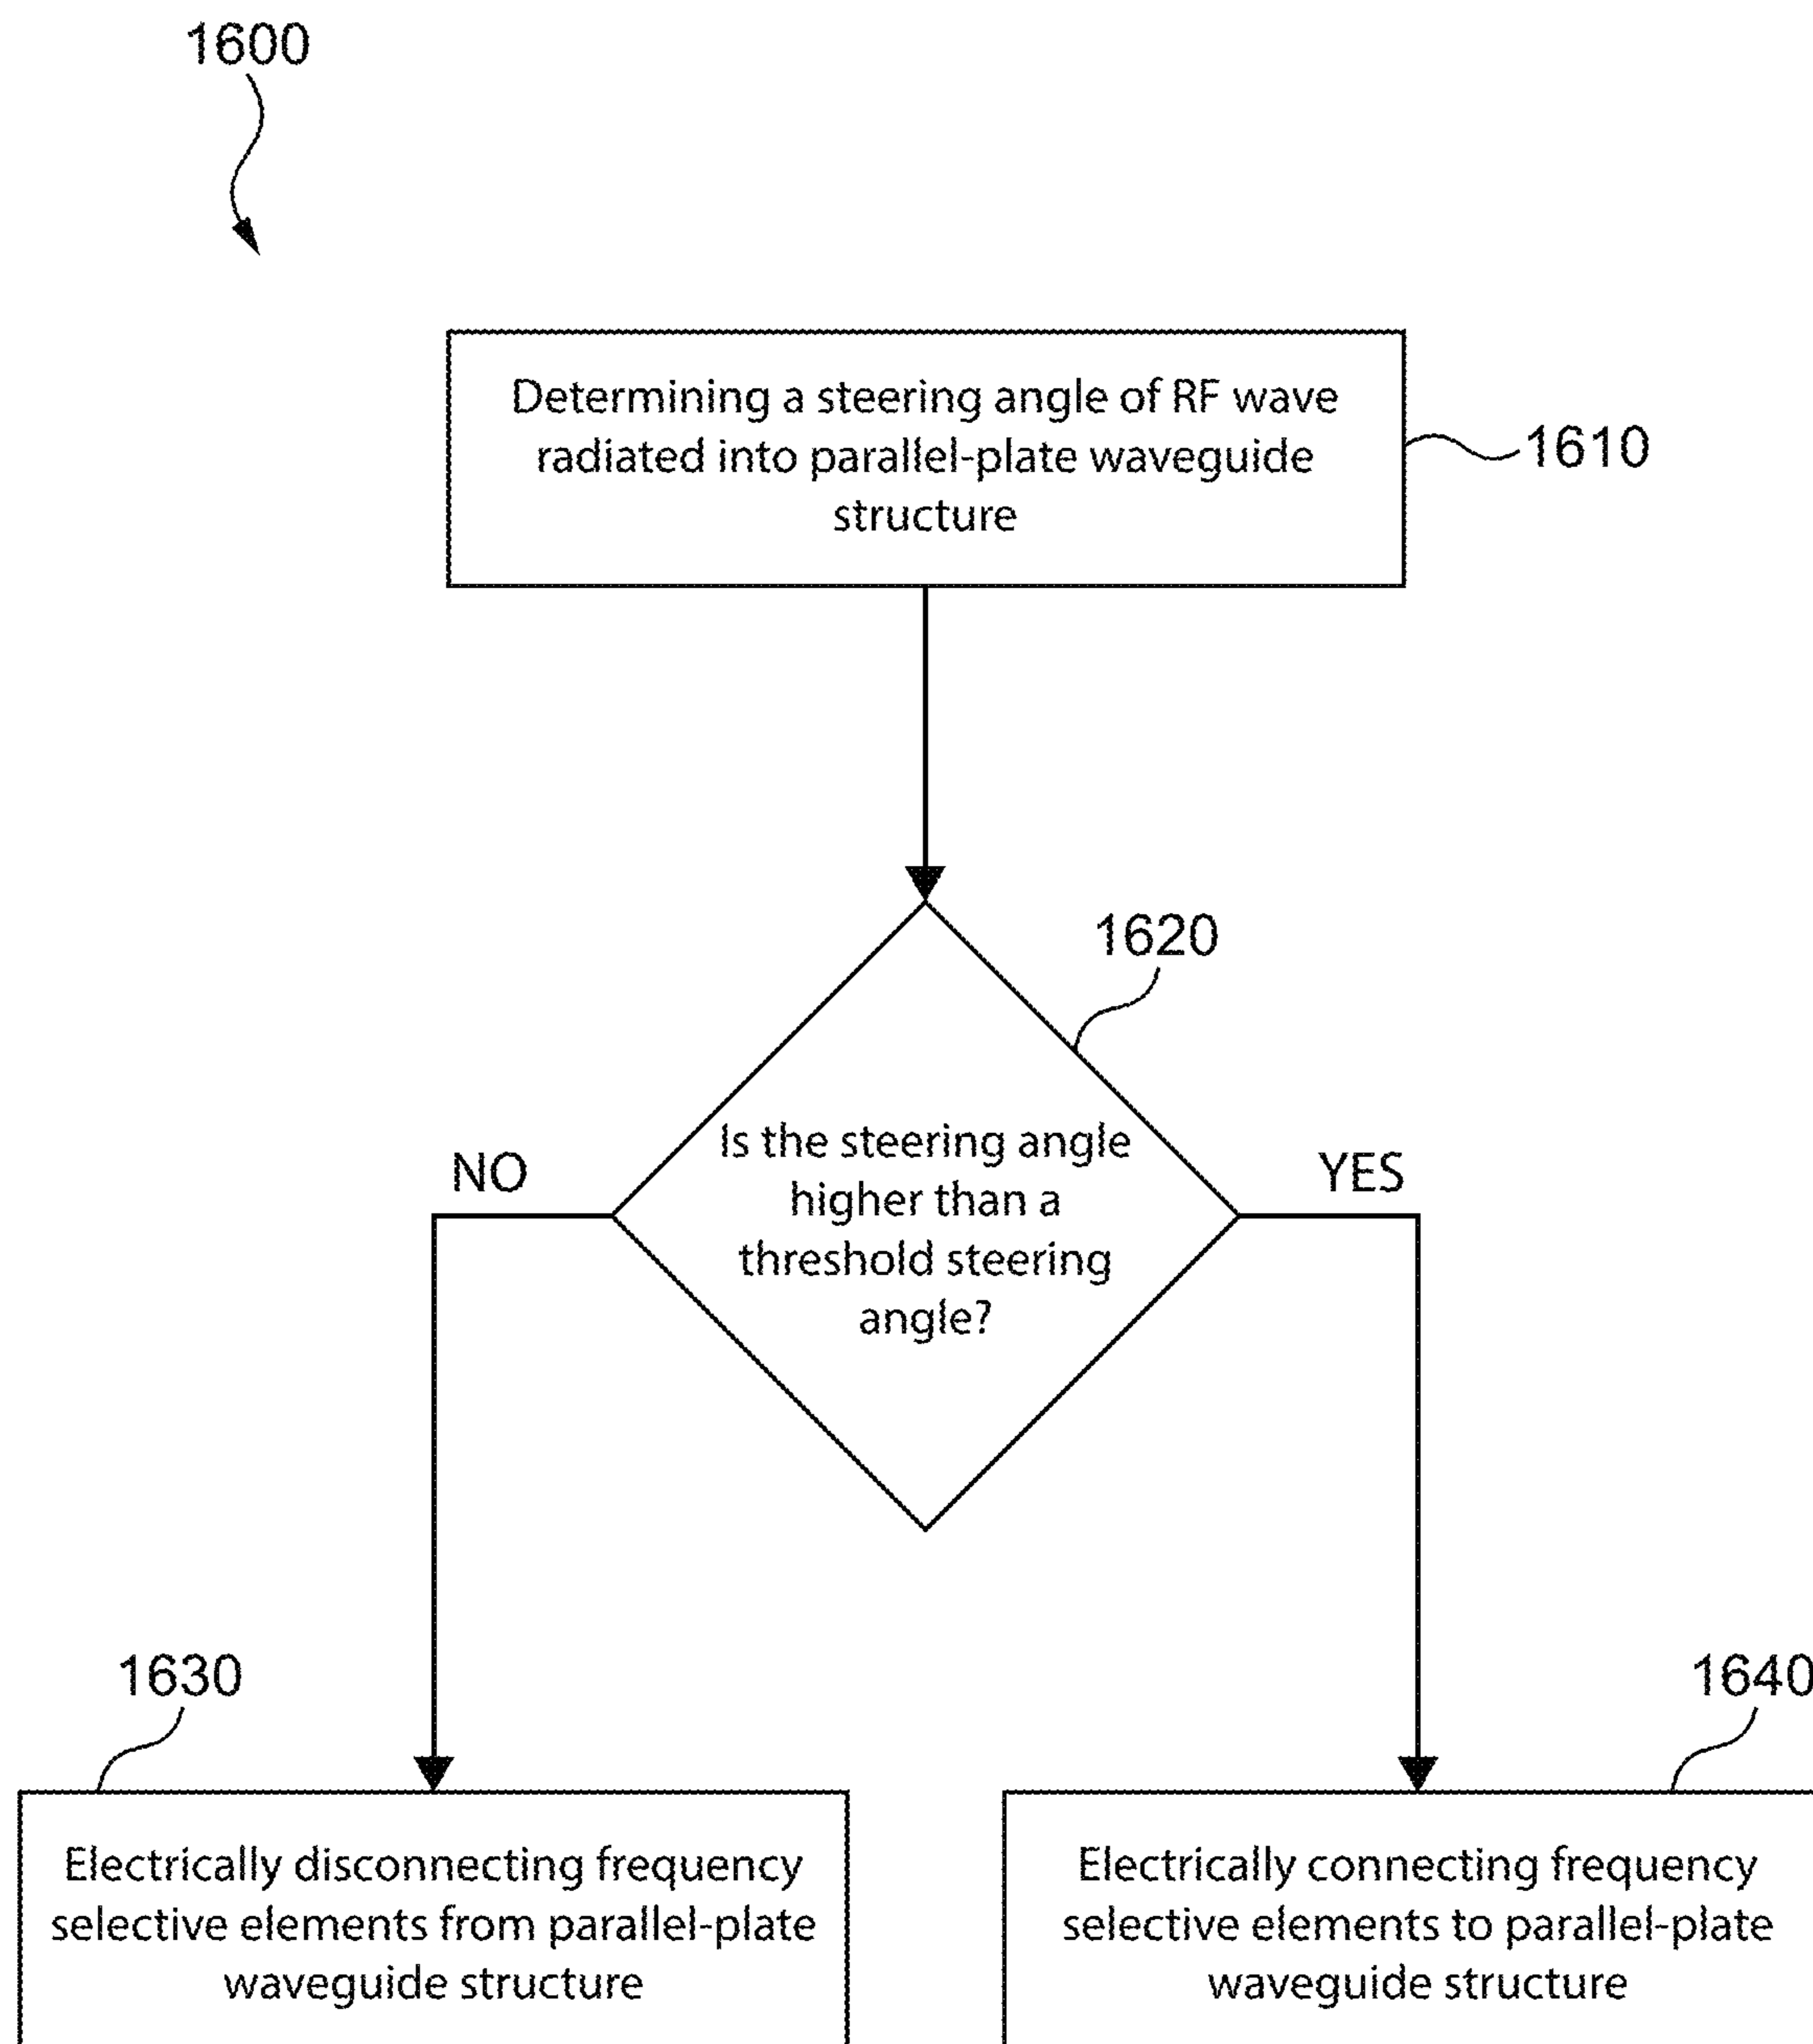 1600
Determining a steering angle of RF wave
radiated into parallel-plate waveguide
structure
1610
1620
Is the steering angle
higher than a
threshold steering
angle?
NO
YES
1630
1640
Electrically disconnecting frequency
selective elements from parallel-plate
waveguide structure
Electrically connecting frequency
selective elements to parallel-plate
waveguide structure